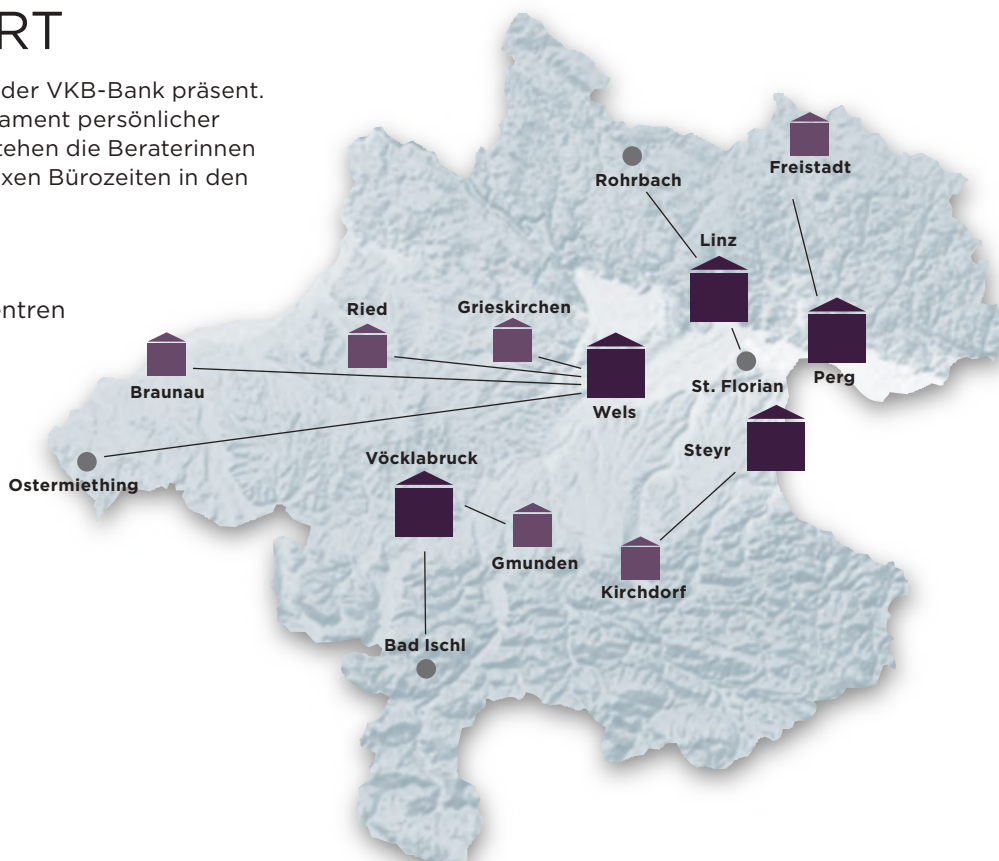 RT
der VKB-Bank präsent.
ament persönlicher
tehen die Beraterinnen
xen Bürozeiten in den
entren
Rohrbach
Freistadt
Linz
Ried
Grieskirchen
Braunau
Wels
St. Florian
Perg
Steyr
Vöcklabruck
Ostermiething
Gmunden
Kirchdorf
Bad Ischl